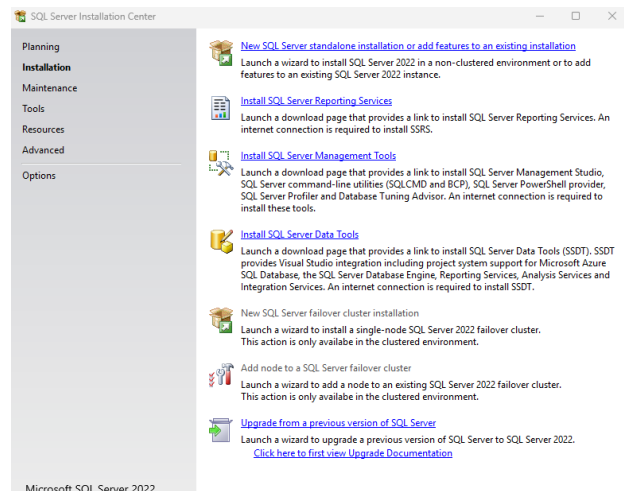 SQL Server Installation Center
Planning
Installation
Maintenance
Tools
Resources
Advanced
Options
New SQL Server standalone installation or add features to an existing installation
Launch a wizard to install SQL Server 2022 in a non-clustered environment or to add
features to an existing SQL Server 2022 instance.
Install SQL Server Reporting Services
Launch a download page that provides a link to install SQL Server Reporting Services. An
internet connection is required to install SSRS.
Install SQL Server Management Tools
Launch a download page that provides a link to install SQL Server Management Studio,
SQL Server command-line utilities (SQLCMD and BCP), SQL Server PowerShell provider,
SQL Server Profiler and Database Tuning Advisor. An internet connection is required to
install these tools.
Install SQL Server Data Tools
Launch a download page that provides a link to install SQL Server Data Tools (SSDT). SSDT
provides Visual Studio integration including project system support for Microsoft Azure
SQL Database, the SQL Server Database Engine, Reporting Services, Analysis Services and
Integration Services. An internet connection is required to install SSDT.
New SQL Server failover cluster installation
Launch a wizard to install a single-node SQL Server 2022 failover cluster.
This action is only availabe in the clustered environment.
Add node to a SQL Server failover cluster
Launch a wizard to add a node to an existing SQL Server 2022 failover cluster.
This action is only availabe in the clustered environment.
Upgrade from a previous version of SQL Server
Launch a wizard to upgrade a previous version of SQL Server to SQL Server 2022.
Click here to first view Upgrade Documentation
Microsoft SQL Server 2022